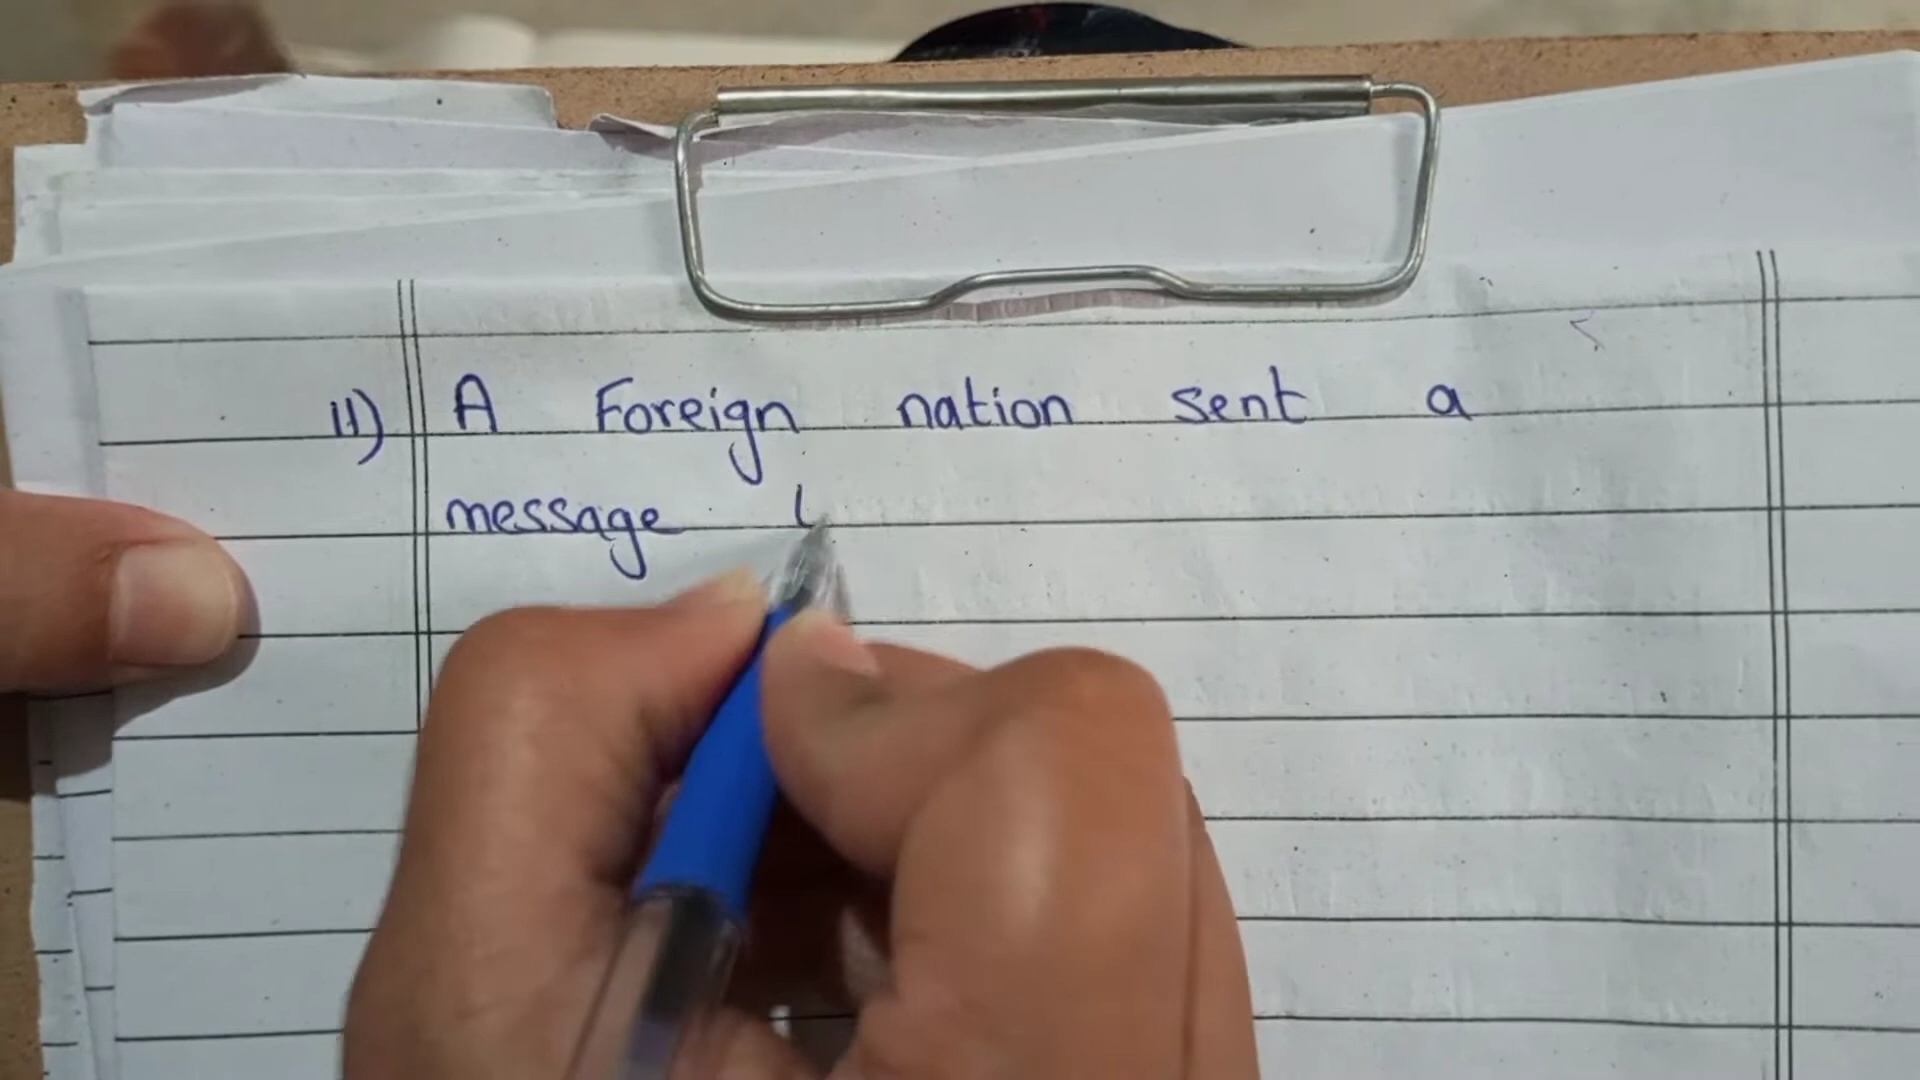 11) A Foreign nation sent a
message